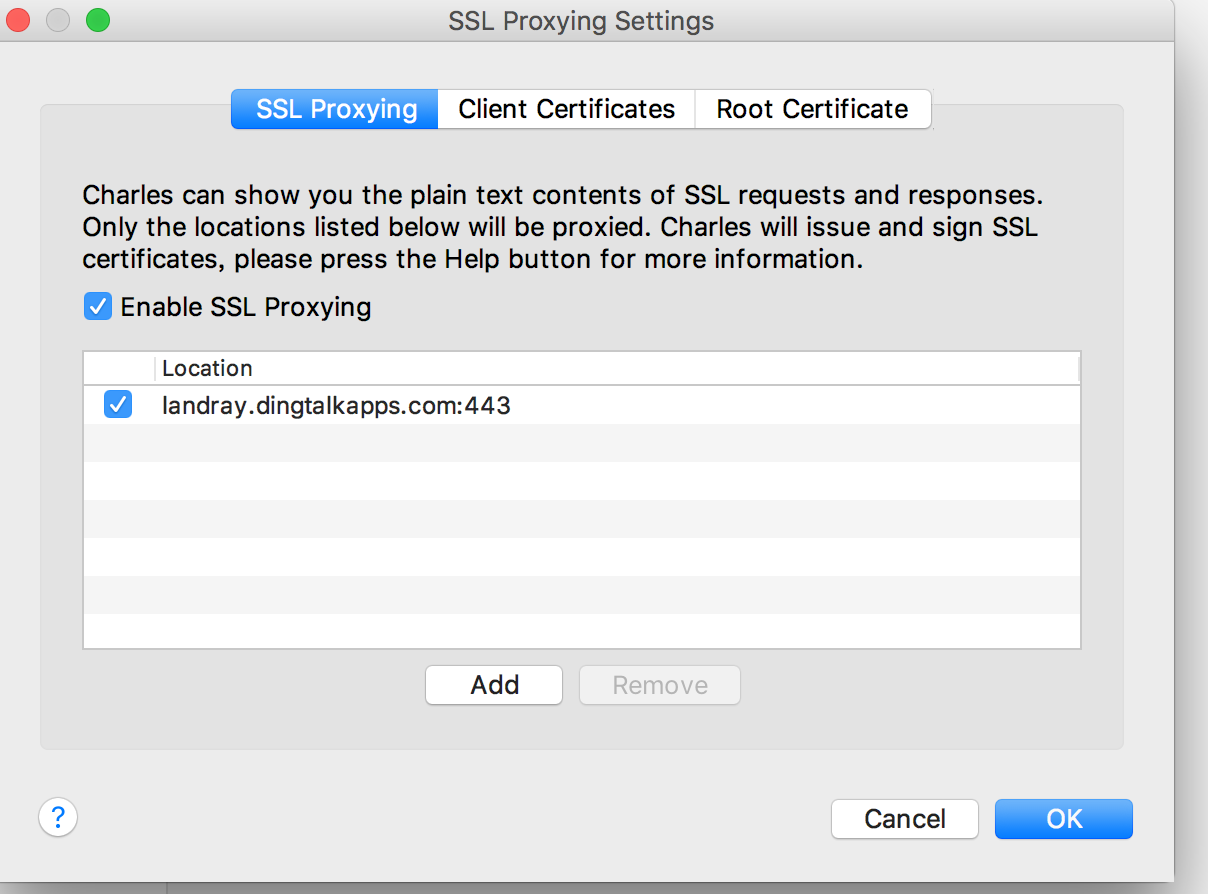 SSL Proxying Settings
SSL Proxying
Client Certificates
Root Certificate
Charles can show you the plain text contents of SSL requests and responses.
Only the locations listed below will be proxied. Charles will issue and sign SSL
certificates, please press the Help button for more information.
Enable SSL Proxying
Location
landray.dingtalkapps.com:443
Add
Remove
?
Cancel
OK